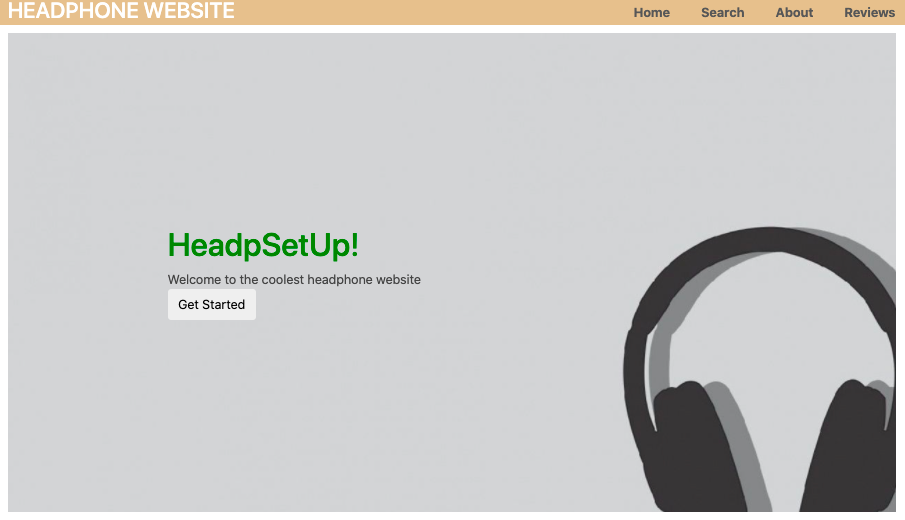 HEADPHONE WEBSITE
Home Search About Reviews
HeadpSetUp!
Welcome to the coolest headphone website
Get Started